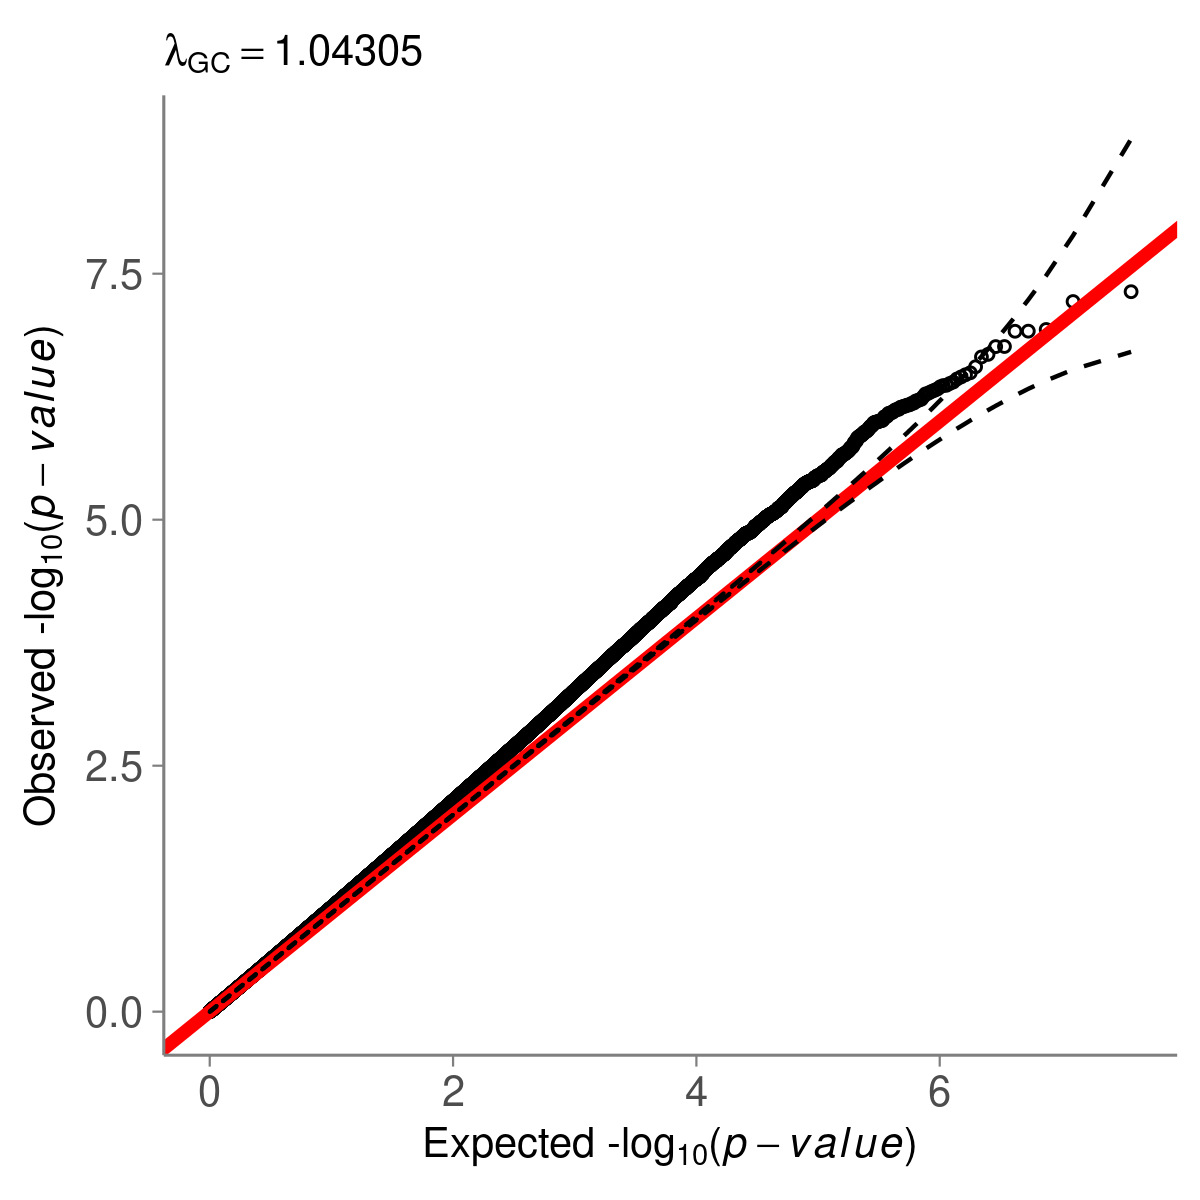 λGC = 1.04305
Observed -log10(p − value)
7.5
5.0
2.5
0.0
0 2 4 6
Expected -log10(p − value)